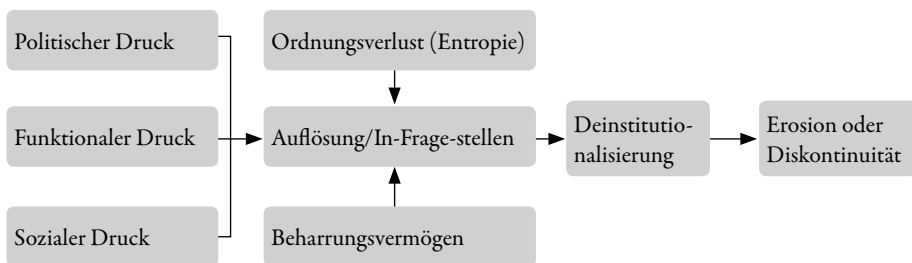 Politischer Druck
Ordnungsverlust (Entropie)
Funktionaler Druck
Auflösung/In-Frage-stellen
Deinstitutio-
nalisierung
Erosion oder
Diskontinuität
Sozialer Druck
Beharrungsvermögen